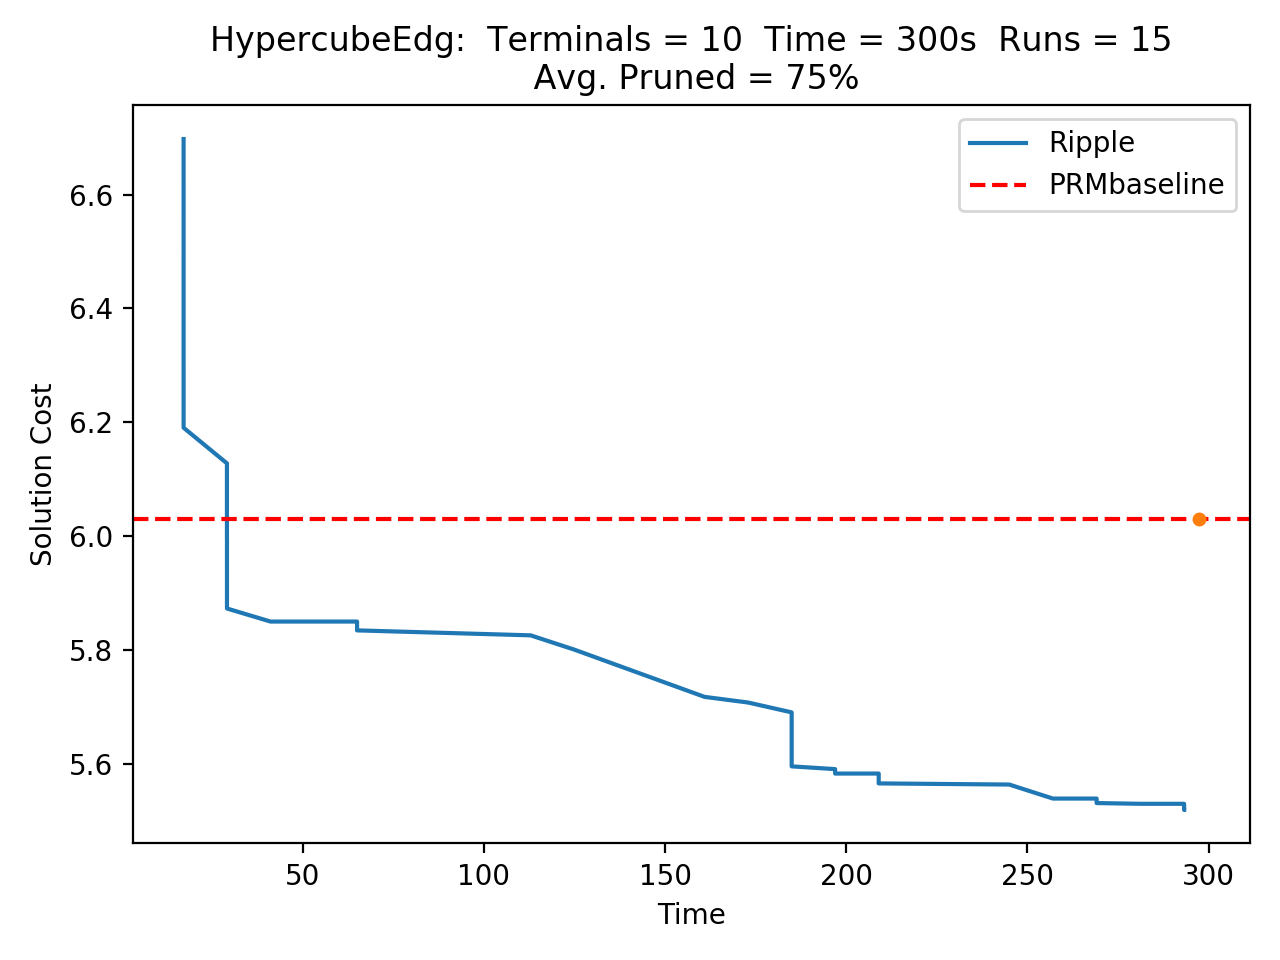 HypercubeEdg:  Terminals = 10  Time = 300s  Runs = 15
Avg. Pruned = 75%
Ripple
PRMbaseline
6.6
6.4
6.2
6.0
5.8
5.6
Solution Cost
50
100
150
200
250
300
Time